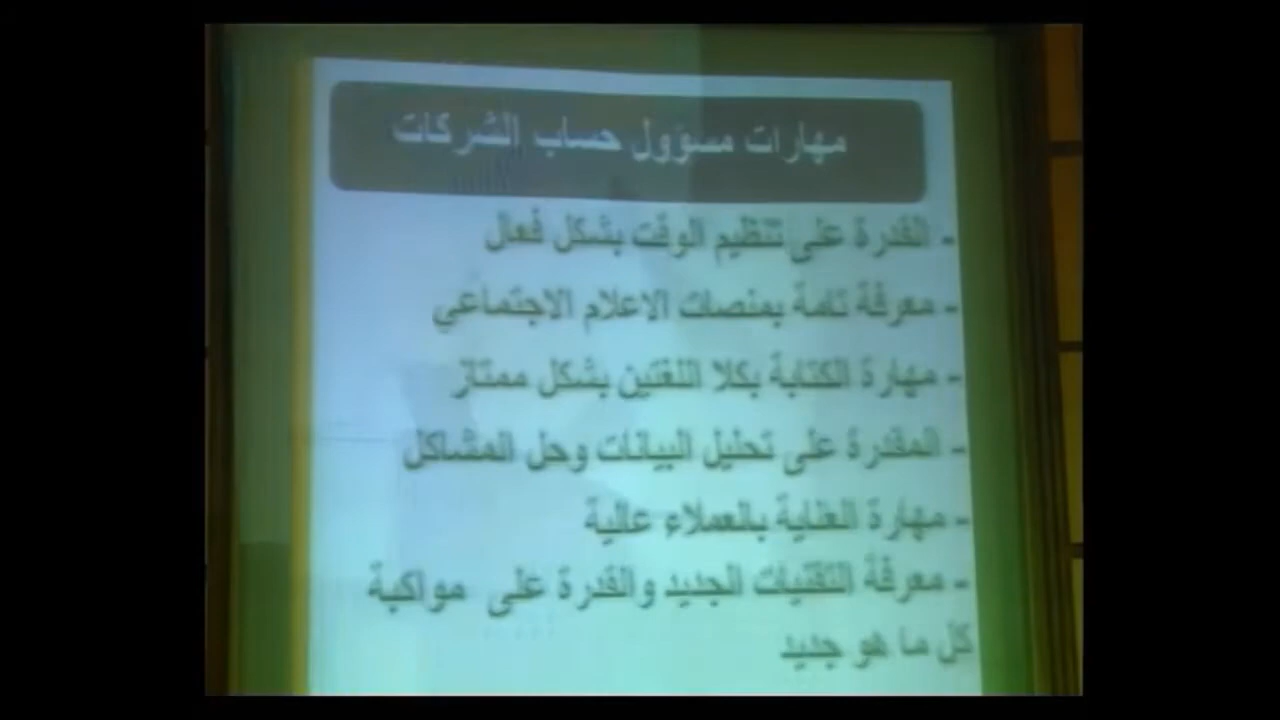 مهارات مسؤول حساب الشركات
- القدرة على تنظيم الوقت بشكل فعال
- معرفة تامة بمنصات الاعلام الاجتماعي
- مهارة الكتابة بكلا اللغتين بشكل ممتاز
- المقدرة على تحليل البيانات وحل المشاكل
- مهارة العناية بالعملاء عالية
- معرفة التقنيات الجديد والقدرة على مواكبة
كل ما هو جديد